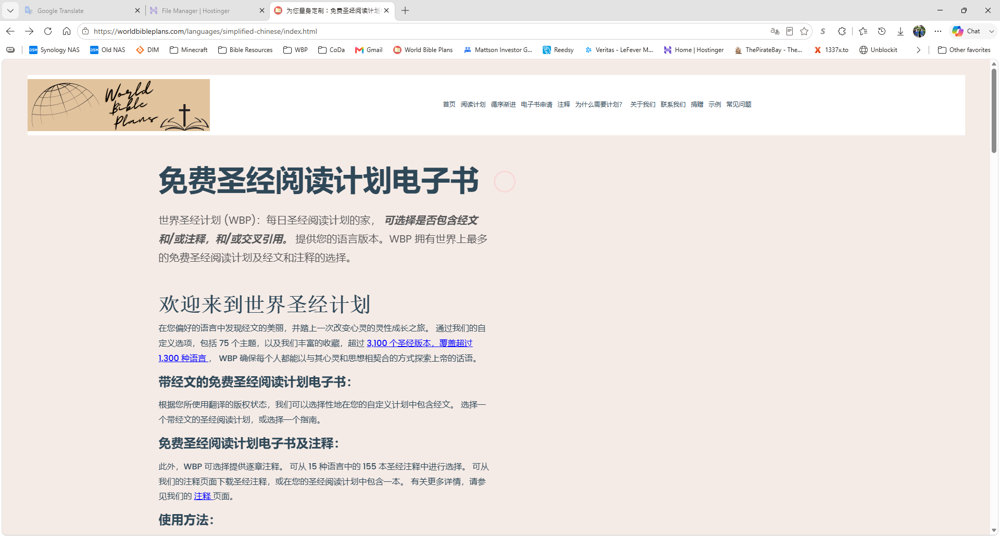 Google Translate
File Manager | Hostinger
为您量身定制：免费圣经阅读计划
https://worldbibleplans.com/languages/simplified-chinese/index.html
Chat
Synology NAS
Old NAS
DIM
Minecraft
Bible Resources
WBP
CoDa
Gmail
World Bible Plans
Mattson Investor G...
Reedsy
Veritas - LeFever M...
Home | Hostinger
ThePirateBay - The...
1337x.to
Unblockit
Other favorites
World
Bible
Plans
首页 阅读计划 循序渐进 电子书申请 注释 为什么需要计划？ 关于我们 联系我们 捐赠 示例 常见问题
免费圣经阅读计划电子书
世界圣经计划 (WBP)：每日圣经阅读计划的家， 可选择是否包含经文
和/或注释，和/或交叉引用。 提供您的语言版本。WBP 拥有世界上最多
的免费圣经阅读计划及经文和注释的选择。
欢迎来到世界圣经计划
在您偏好的语言中发现经文的美丽，并踏上一次改变心灵的灵性成长之旅。 通过我们的自
定义选项，包括 75 个主题，以及我们丰富的收藏，超过 3,100 个圣经版本，覆盖超过
1,300 种语言 ， WBP 确保每个人都能以与其心灵和思想相契合的方式探索上帝的话语。
带经文的免费圣经阅读计划电子书：
根据您所使用翻译的版权状态，我们可以选择性地在您的自定义计划中包含经文。 选择一
个带经文的圣经阅读计划，或选择一个指南。
免费圣经阅读计划电子书及注释：
此外，WBP 可选择提供逐章注释。 可从 15 种语言中的 155 本圣经注释中进行选择。 可从
我们的注释页面下载圣经注释，或在您的圣经阅读计划中包含一本。 有关更多详情，请参
见我们的 注释 页面。
使用方法：